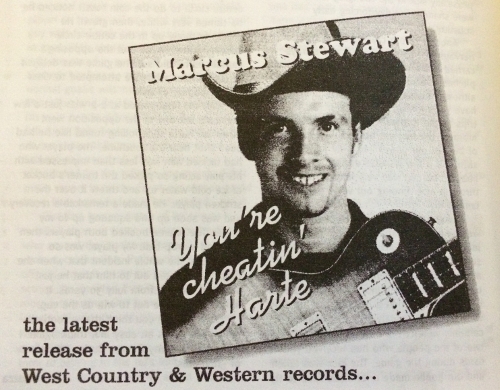 Marcus Stewart
You're
cheatin'
Harte
the latest
release from
West Country & Western records...